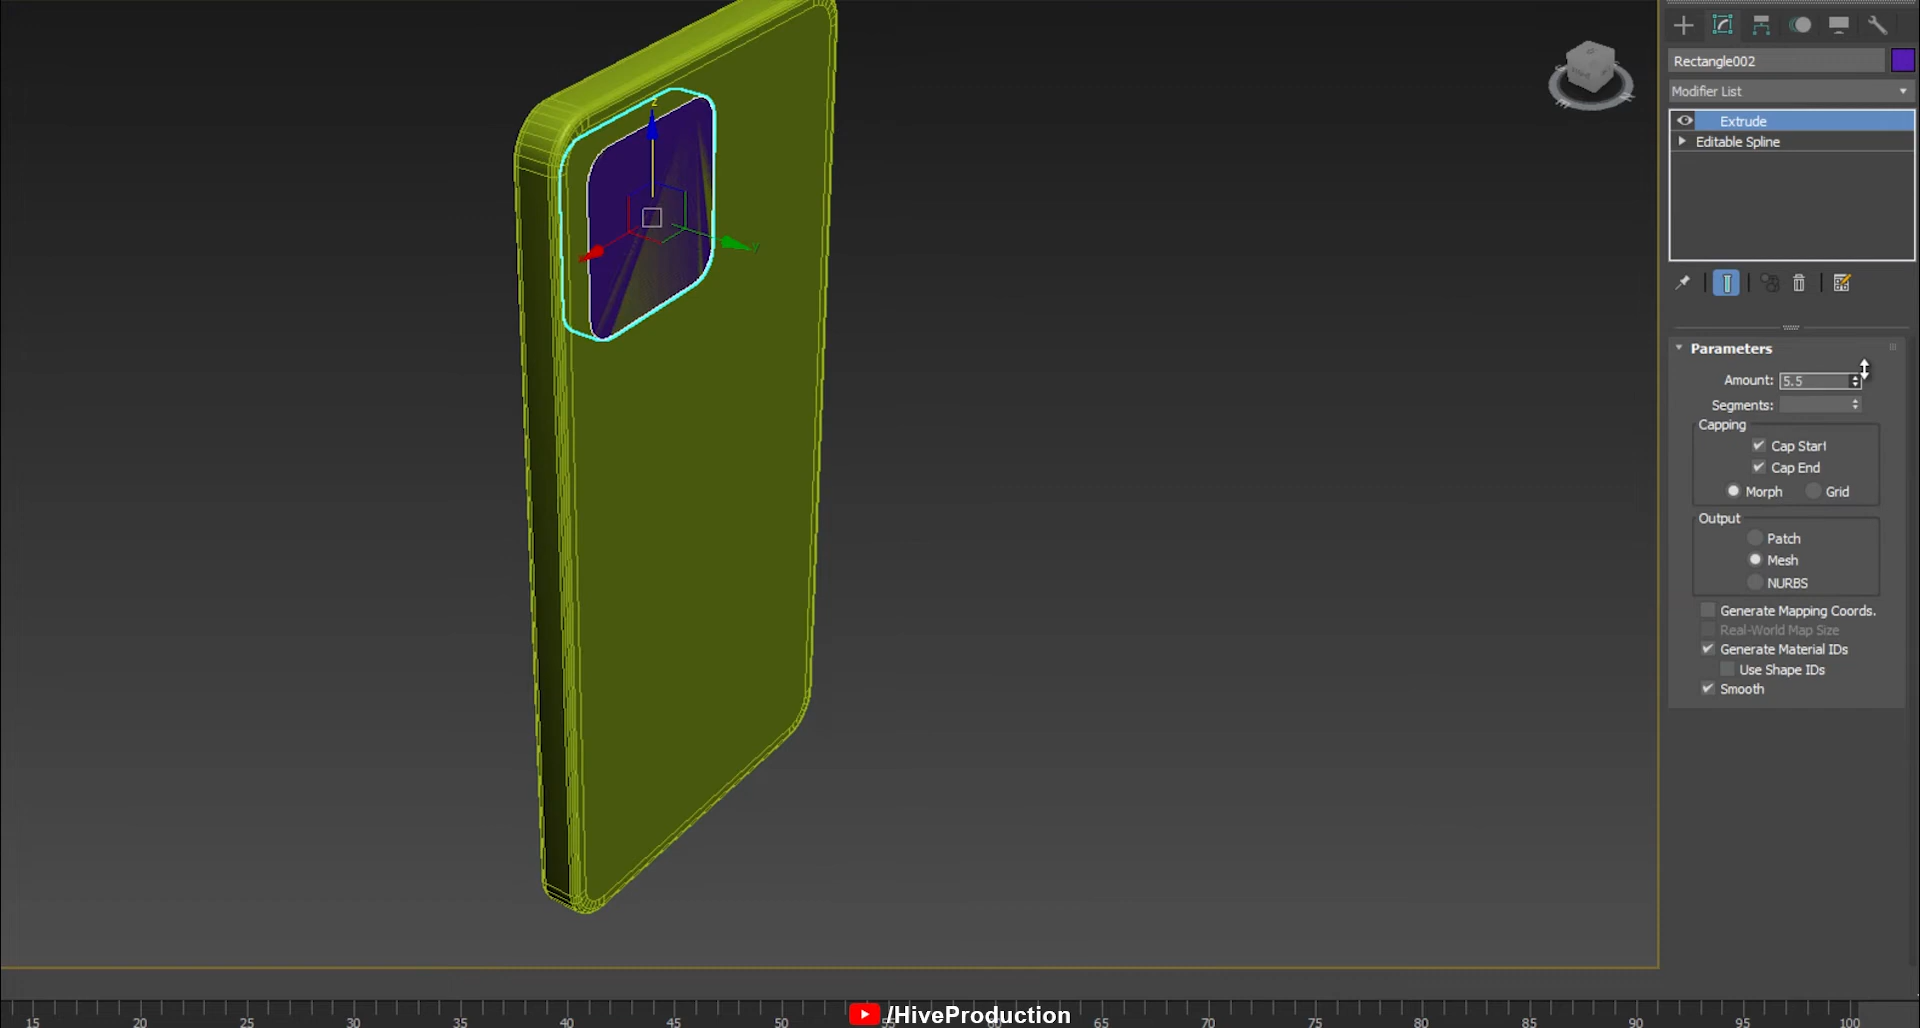 Rectangle002
Modifier List
Extrude
Editable Spline
Parameters
Amount: 5.5
Segments:
Capping
Cap Start
Cap End
Morph Grid
Output
Patch
Mesh
NURBS
Generate Mapping Coords.
Real-World Map Size
Generate Material IDs
Use Shape IDs
Smooth
z
y
15 20 25 30 35 40 45 50 65 70 75 80 85 90 95 100
/HiveProduction